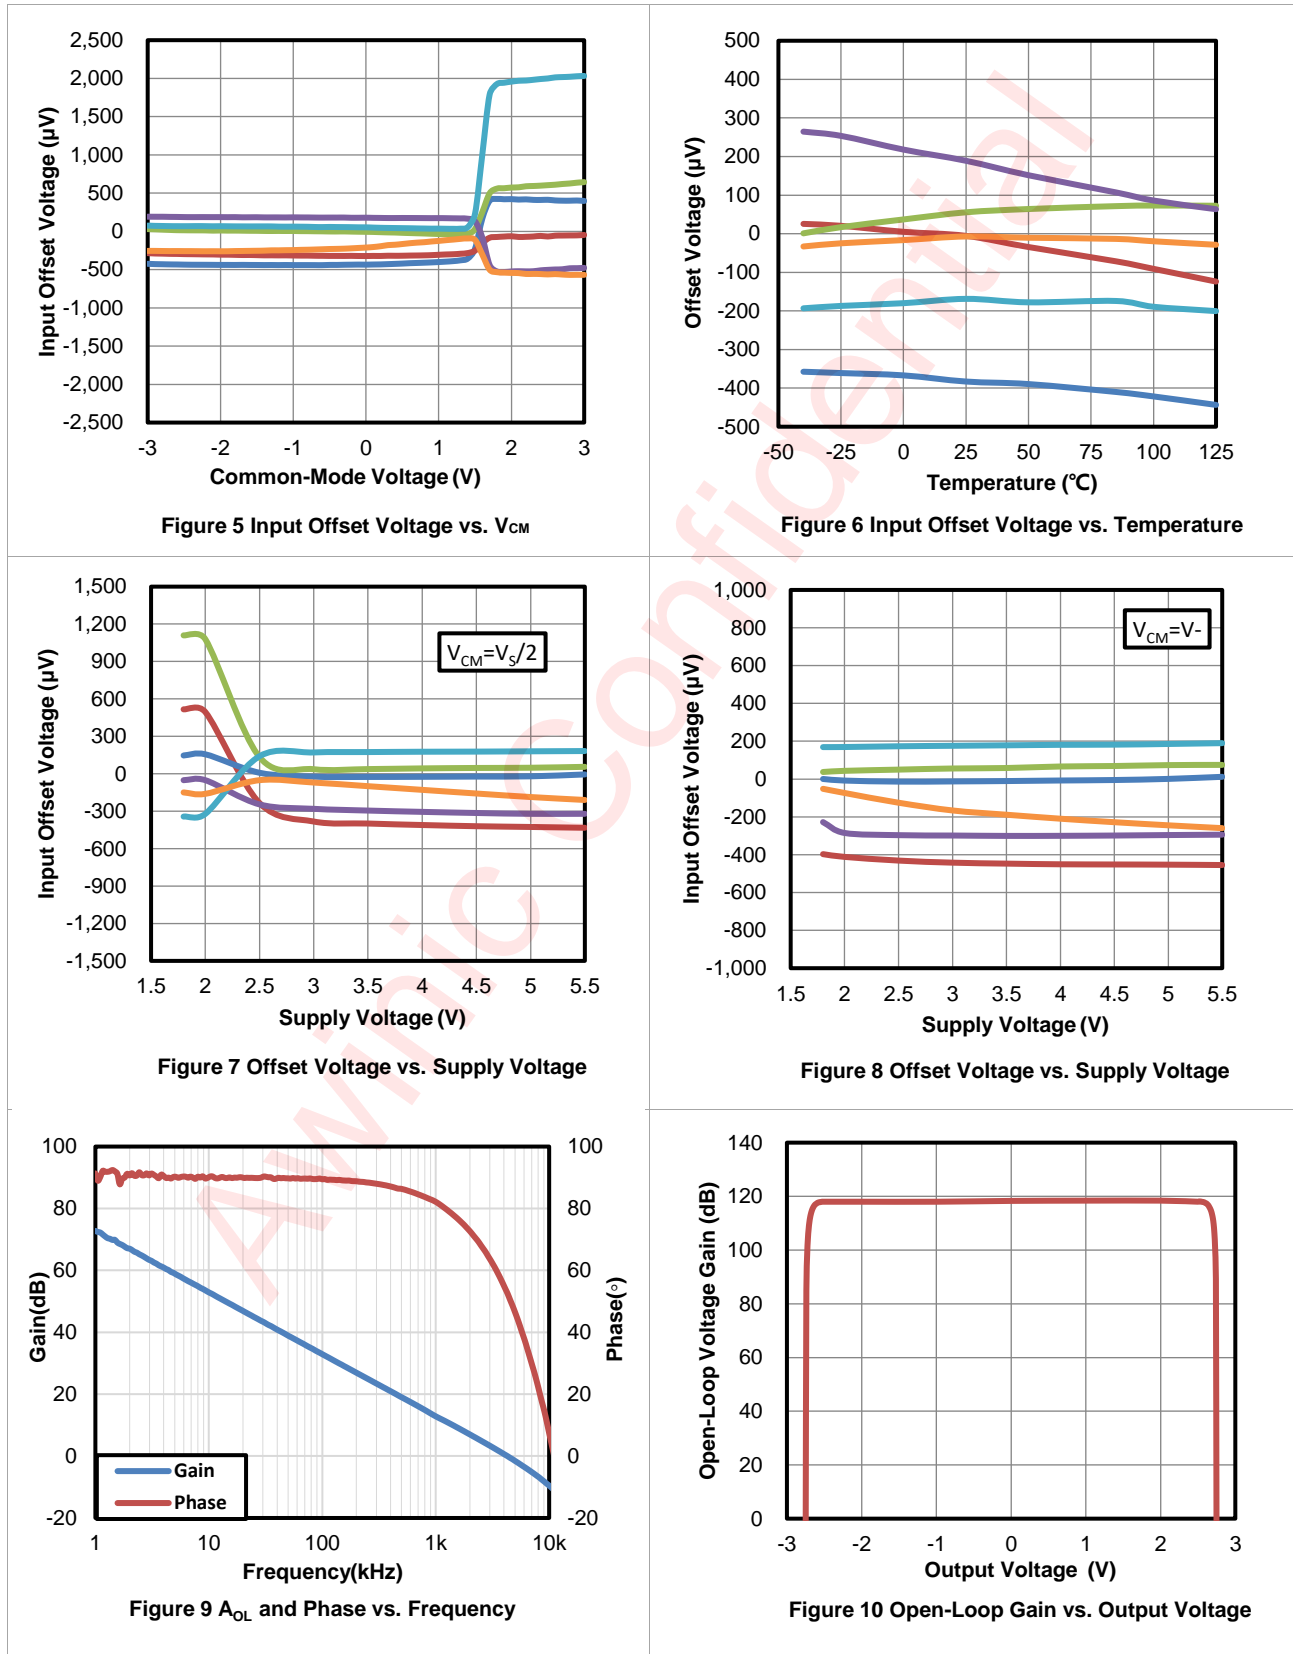 2,500
2,000
1,500
1,000
500
0
-500
-1,000
-1,500
-2,000
-2,500
Input Offset Voltage (µV)
-3 -2 -1 0 1 2 3
Common-Mode Voltage (V)
Figure 5 Input Offset Voltage vs. VCM
500
400
300
200
100
0
-100
-200
-300
-400
-500
Offset Voltage (µV)
-50 -25 0 25 50 75 100 125
Temperature (℃)
Figure 6 Input Offset Voltage vs. Temperature
1,500
1,200
900
600
300
0
-300
-600
-900
-1,200
-1,500
Input Offset Voltage (µV)
VCM=VS/2
1.5 2 2.5 3 3.5 4 4.5 5 5.5
Supply Voltage (V)
Figure 7 Offset Voltage vs. Supply Voltage
1,000
800
600
400
200
0
-200
-400
-600
-800
-1,000
Input Offset Voltage (µV)
VCM=V-
1.5 2 2.5 3 3.5 4 4.5 5 5.5
Supply Voltage (V)
Figure 8 Offset Voltage vs. Supply Voltage
100
80
60
40
20
0
-20
Gain(dB)
100
80
60
40
20
0
-20
Phase(°)
Gain
Phase
1 10 100 1k 10k
Frequency(kHz)
Figure 9 AOL and Phase vs. Frequency
140
120
100
80
60
40
20
0
Open-Loop Voltage Gain (dB)
-3 -2 -1 0 1 2 3
Output Voltage (V)
Figure 10 Open-Loop Gain vs. Output Voltage
Awinic Confidential